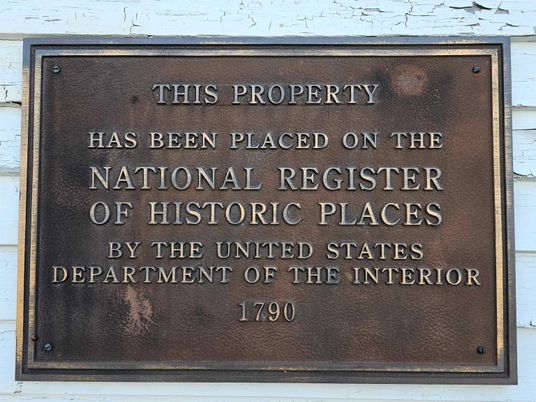 THIS PROPERTY
HAS BEEN PLACED ON THE
NATIONAL REGISTER
OF HISTORIC PLACES
BY THE UNITED STATES
DEPARTMENT OF THE INTERIOR
1790